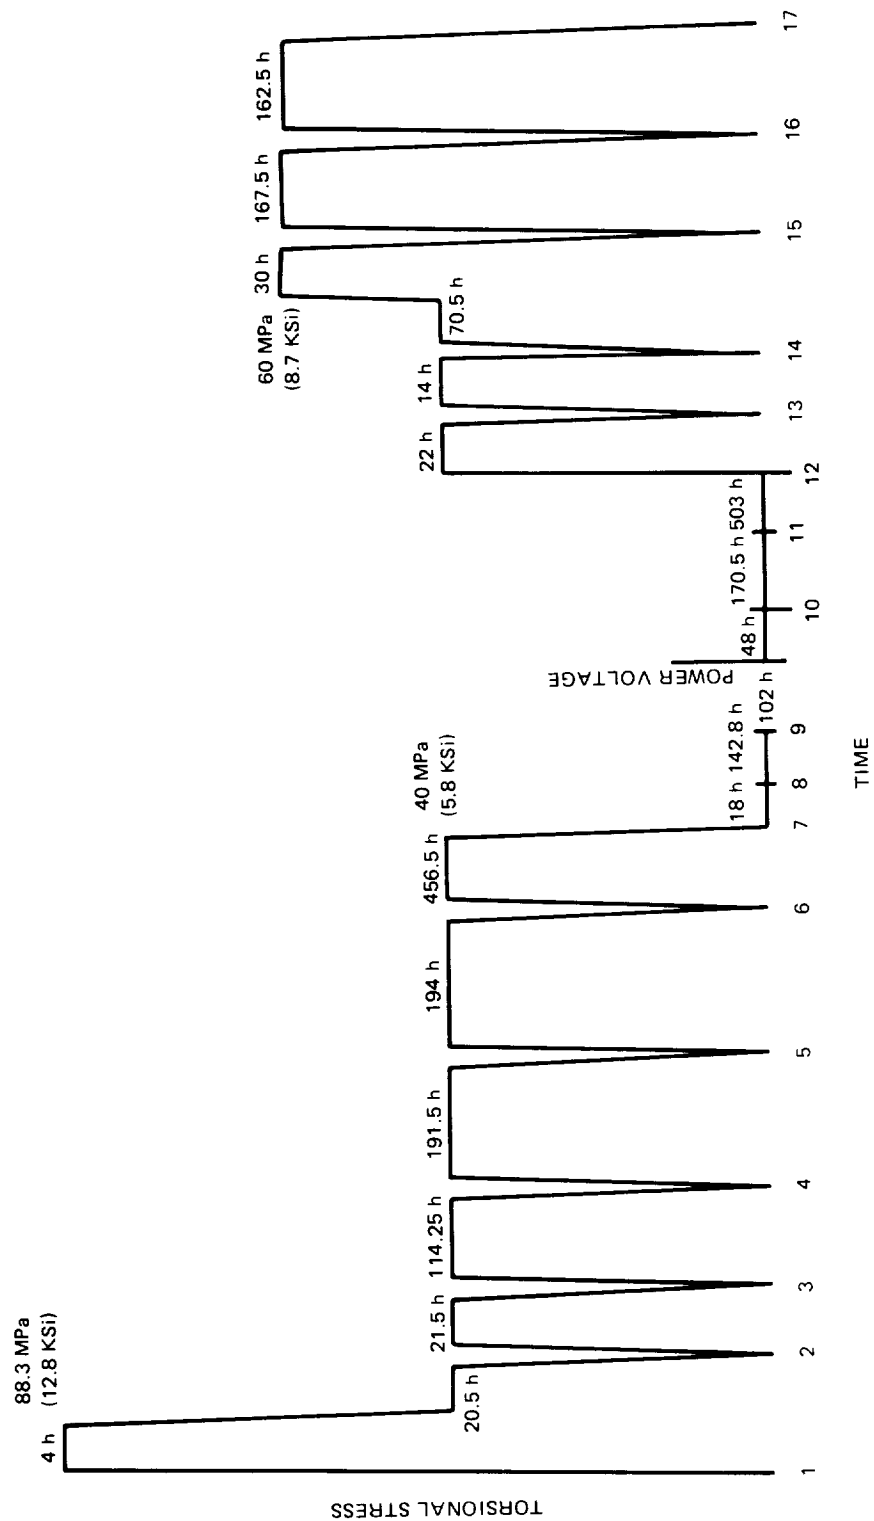 TORSIONAL STRESS
88.3 MPa
(12.8 KSi)
4 h
20.5 h
21.5 h
114.25 h
191.5 h
194 h
456.5 h
40 MPa
(5.8 KSi)
18 h
142.8 h
102 h
POWER VOLTAGE
48 h
170.5 h
503 h
22 h
14 h
70.5 h
60 MPa
(8.7 KSi)
30 h
167.5 h
162.5 h
1
2
3
4
5
6
7
8
9
10
11
12
13
14
15
16
17
TIME